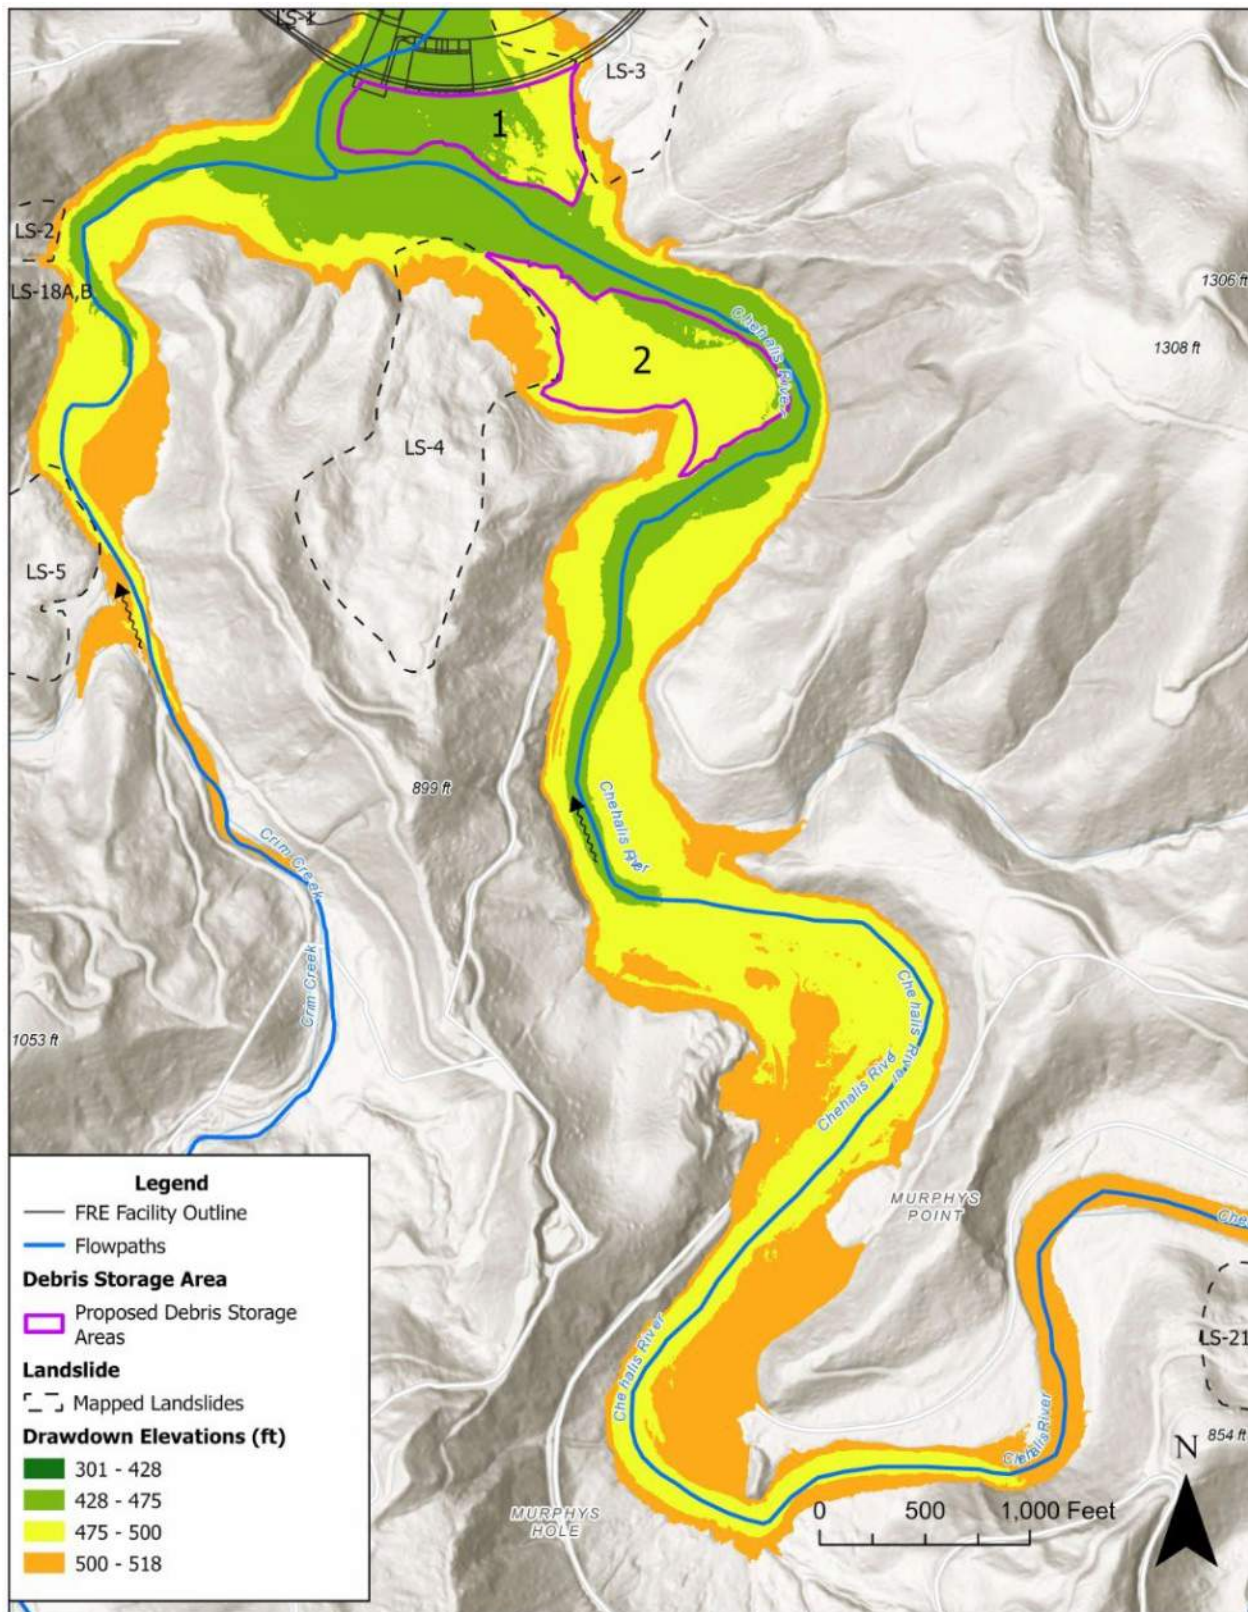 LS-1
LS-3
1
LS-2
LS-18A,B
1306 ft
Chehalis River
1308 ft
2
LS-4
LS-5
899 ft
Chehalis River
Crim Creek
Crim Creek
Chehalis River
Chehalis River
1053 ft
MURPHYS
POINT
Che
Chehalis River
LS-21
Chehalis River
854 ft
MURPHYS
HOLE
N
0 500 1,000 Feet
Legend
FRE Facility Outline
Flowpaths
Debris Storage Area
Proposed Debris Storage
Areas
Landslide
Mapped Landslides
Drawdown Elevations (ft)
301 - 428
428 - 475
475 - 500
500 - 518